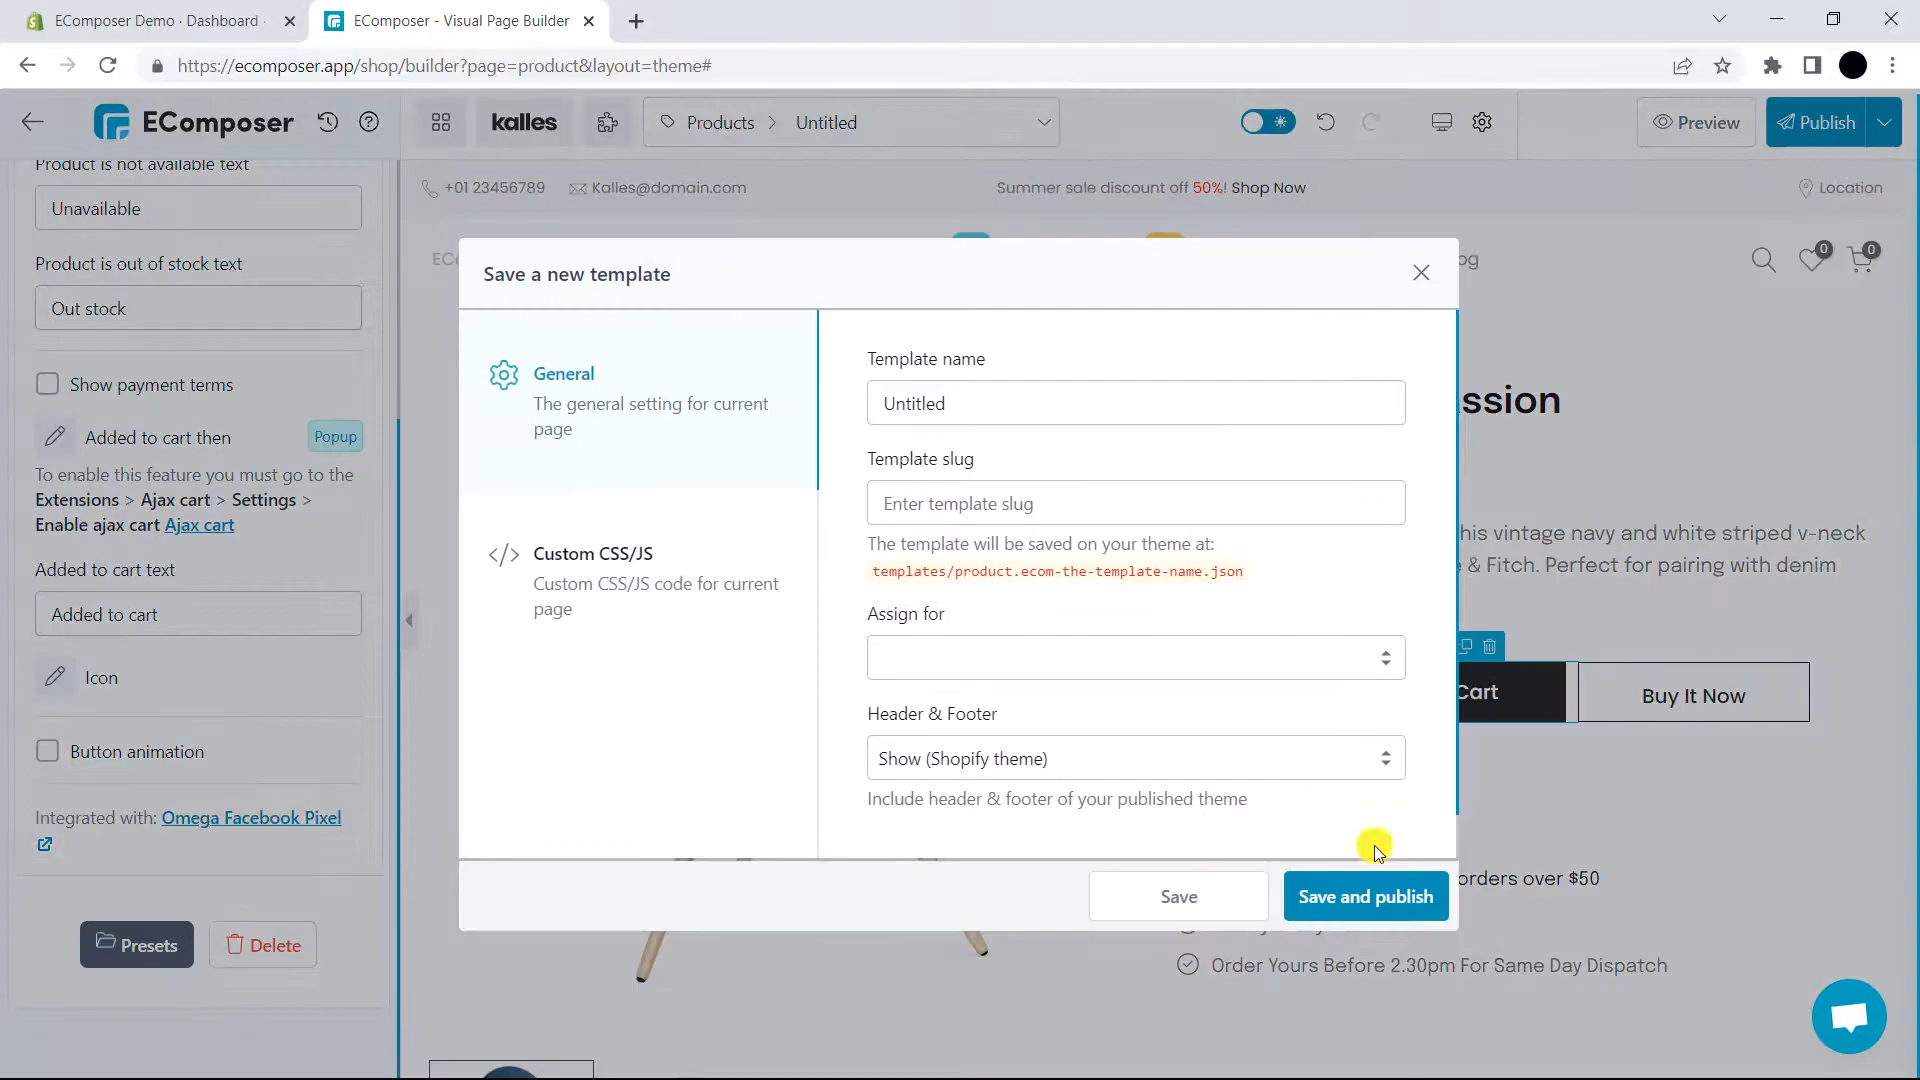 EComposer Demo · Dashboard
EComposer - Visual Page Builder
https://ecomposer.app/shop/builder?page=product&layout=theme#
EComposer
kalles
Products > Untitled
Preview
Publish
Product is not available text
Unavailable
Product is out of stock text
Out stock
Show payment terms
Added to cart then
Popup
To enable this feature you must go to the
Extensions > Ajax cart > Settings >
Enable ajax cart Ajax cart
Added to cart text
Added to cart
Icon
Button animation
Integrated with: Omega Facebook Pixel
Presets
Delete
+01 23456789
Kalles@domain.com
Summer sale discount off 50%! Shop Now
Location
EC
og
0
0
Save a new template
General
The general setting for current
page
Custom CSS/JS
Custom CSS/JS code for current
page
Template name
Untitled
Template slug
Enter template slug
The template will be saved on your theme at:
templates/product.ecom-the-template-name.json
Assign for
Header & Footer
Show (Shopify theme)
Include header & footer of your published theme
Save
Save and publish
ssion
his vintage navy and white striped v-neck
& Fitch. Perfect for pairing with denim
Cart
Buy It Now
orders over $50
Order Yours Before 2.30pm For Same Day Dispatch